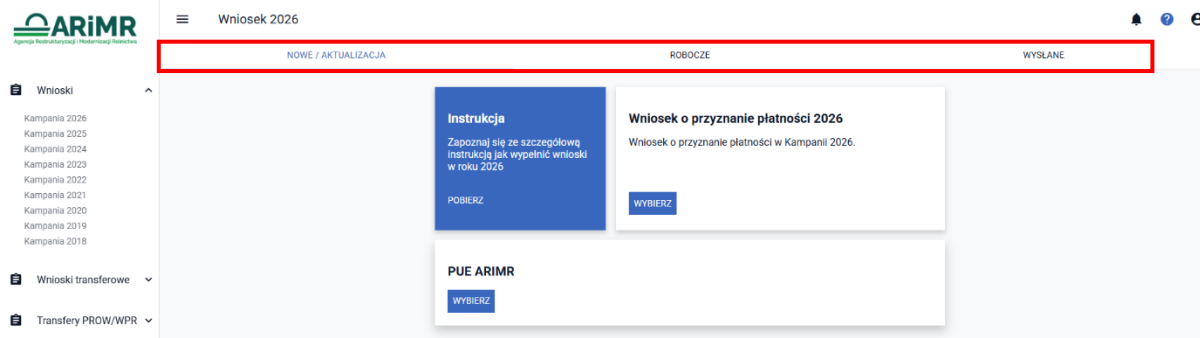 ARiMR
Agencja Restrukturyzacji i Modernizacji Rolnictwa
Wniosek 2026
NOWE / AKTUALIZACJA
ROBOCZE
WYSŁANE
Wnioski
Kampania 2026
Kampania 2025
Kampania 2024
Kampania 2023
Kampania 2022
Kampania 2021
Kampania 2020
Kampania 2019
Kampania 2018
Wnioski transferowe
Transfery PROW/WPR
Instrukcja
Zapoznaj się ze szczegółową
instrukcją jak wypełnić wnioski
w roku 2026
POBIERZ
Wniosek o przyznanie płatności 2026
Wniosek o przyznanie płatności w Kampanii 2026.
WYBIERZ
PUE ARIMR
WYBIERZ